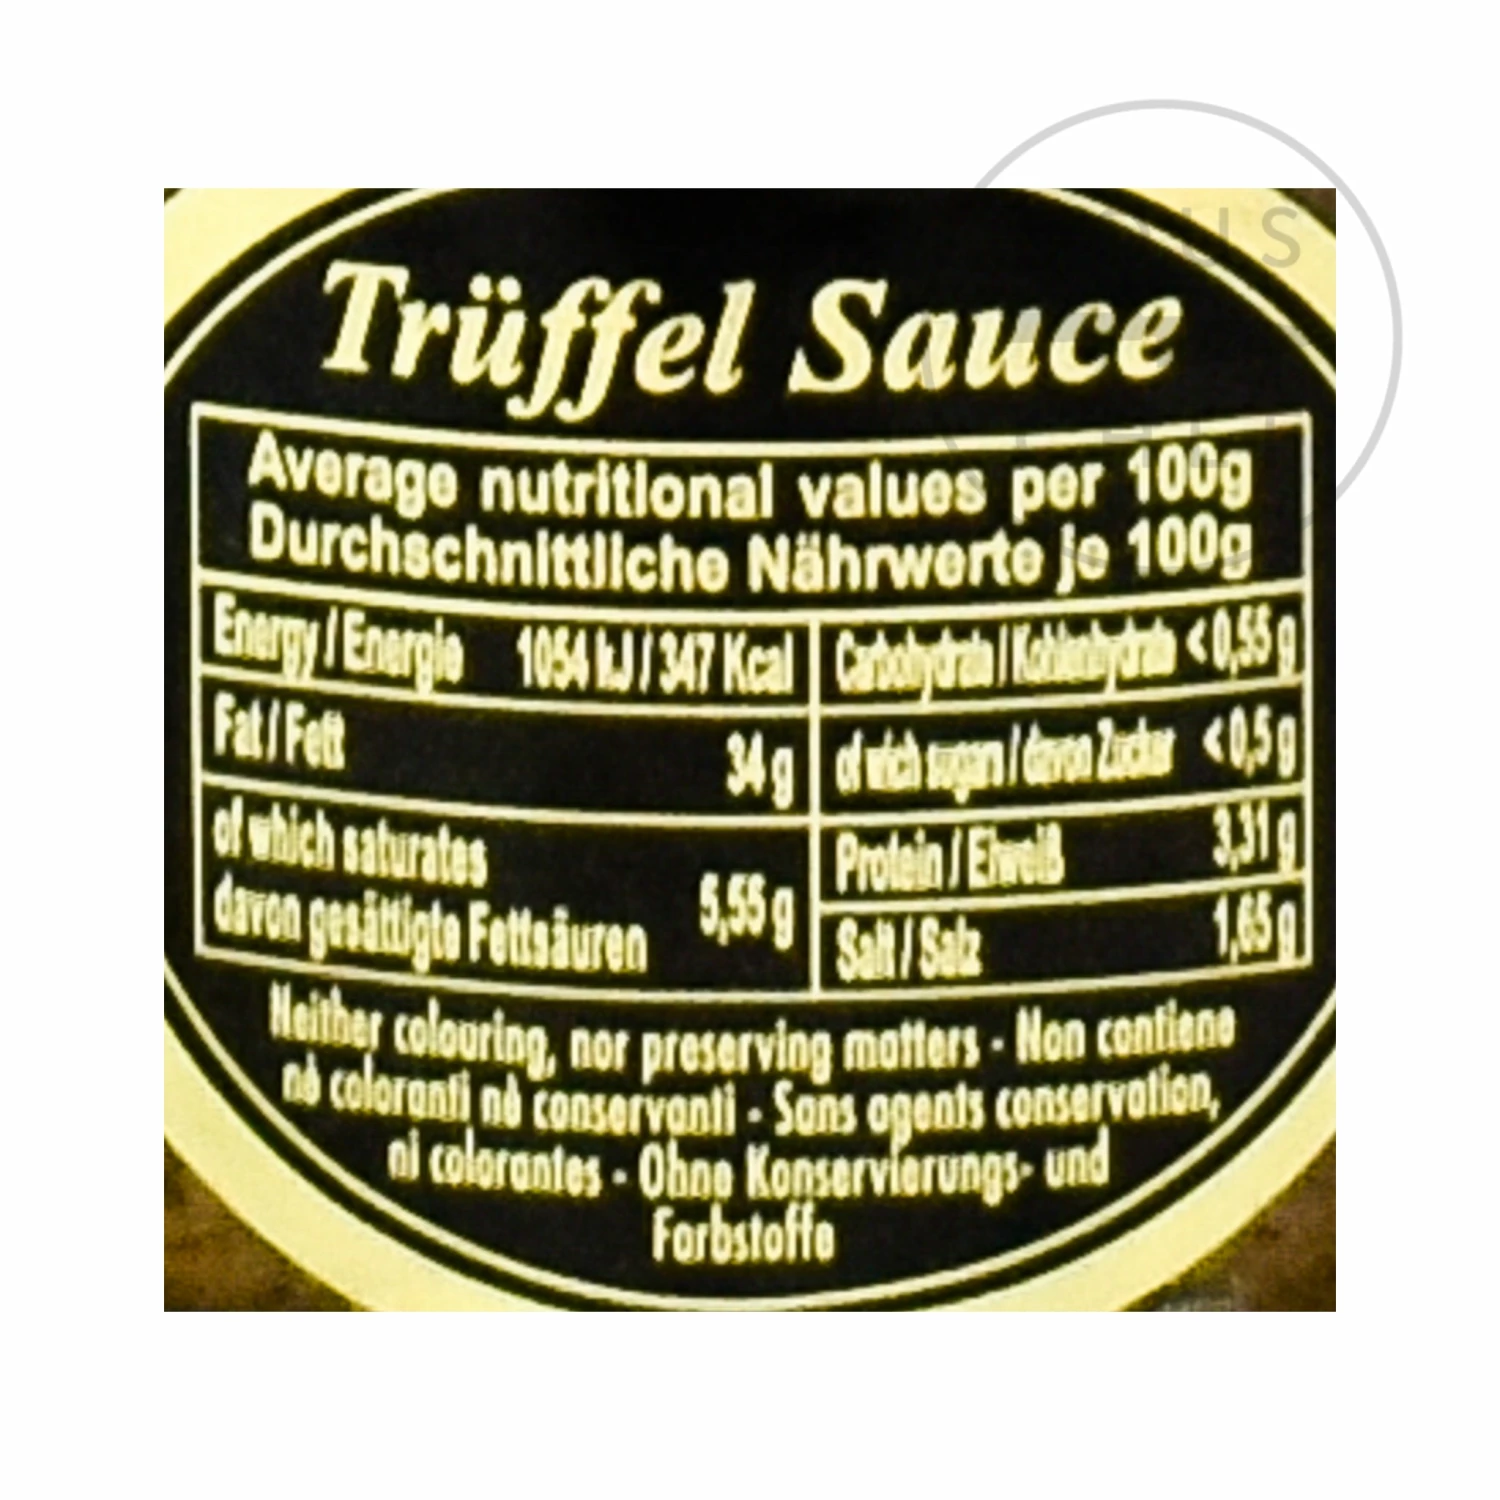 Trüffel Sauce
Average nutritional values per 100g
Durchschnittliche Nährwerte je 100g
Energy / Energie 1054 kJ / 347 Kcal
Fat / Fett 34 g
of which saturates
davon gesättigte Fettsäuren 5,55 g
Carbohydrate / Kohlenhydrate < 0,55 g
of wich sugars / davon Zucker < 0,5 g
Protein / Eiweiß 3,31 g
Salt / Salz 1,65 g
Neither colouring, nor preserving matters - Non contiene
nè coloranti nè conservanti - Sans agents conservation,
ni colorantes - Ohne Konservierungs- und
Farbstoffe